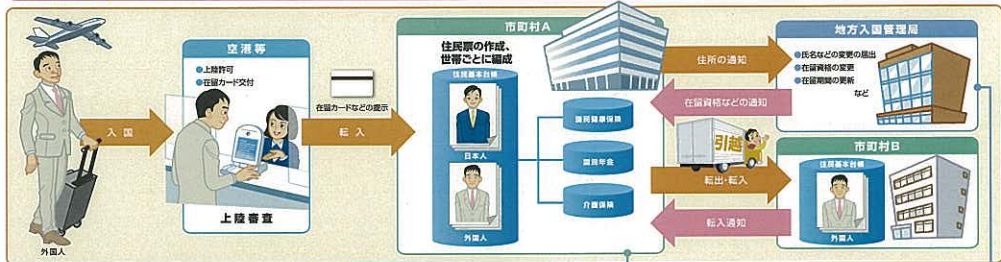 外国人
入国
空港等
●上陸許可
●在留カード交付
上陸審査
在留カードなどの提示
転入
市町村A
住民票の作成、
世帯ごとに編成
住民基本台帳
日本人
外国人
国民健康保険
国民年金
介護保険
住所の通知
在留資格などの通知
引越
転出・転入
転入通知
地方入国管理局
●氏名などの変更の届出
●在留資格の変更
●在留期間の更新
など
市町村B
住民基本台帳
外国人